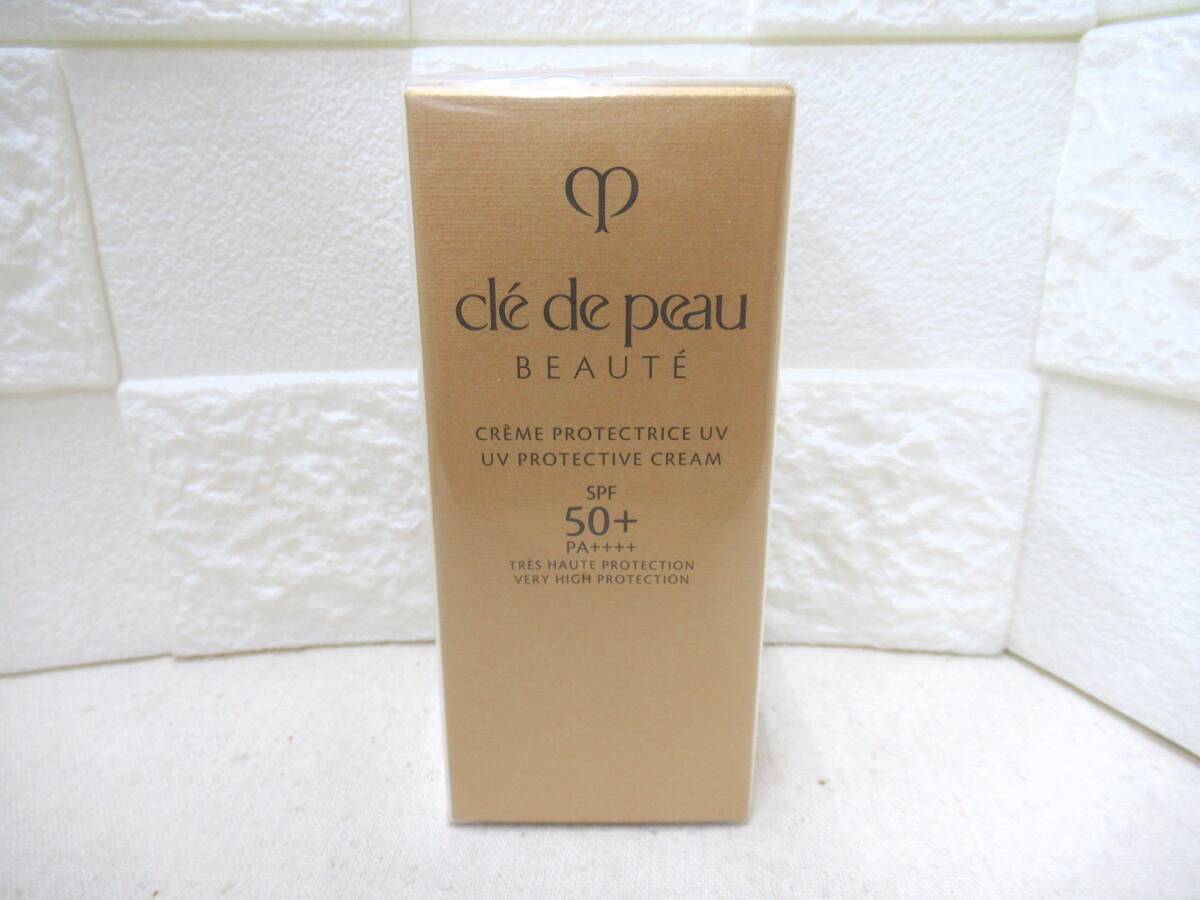 clé de peau
BEAUTÉ
CRÈME PROTECTRICE UV
UV PROTECTIVE CREAM
SPF
50+
PA++++
TRÈS HAUTE PROTECTION
VERY HIGH PROTECTION